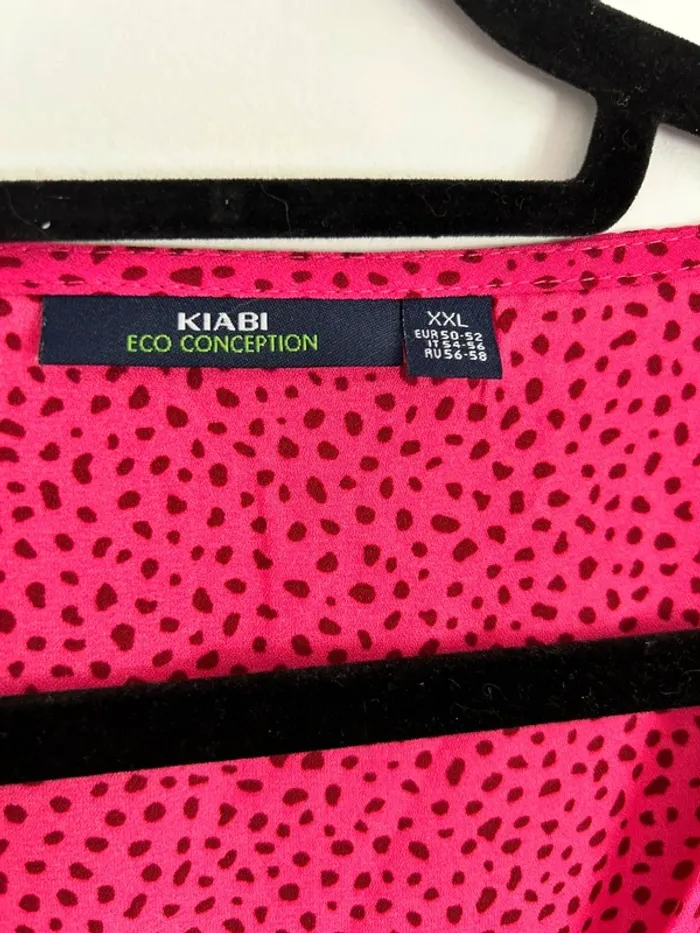 KIABI
ECO CONCEPTION
XXL
EUR 50-52
IT 54-56
RU 56-58